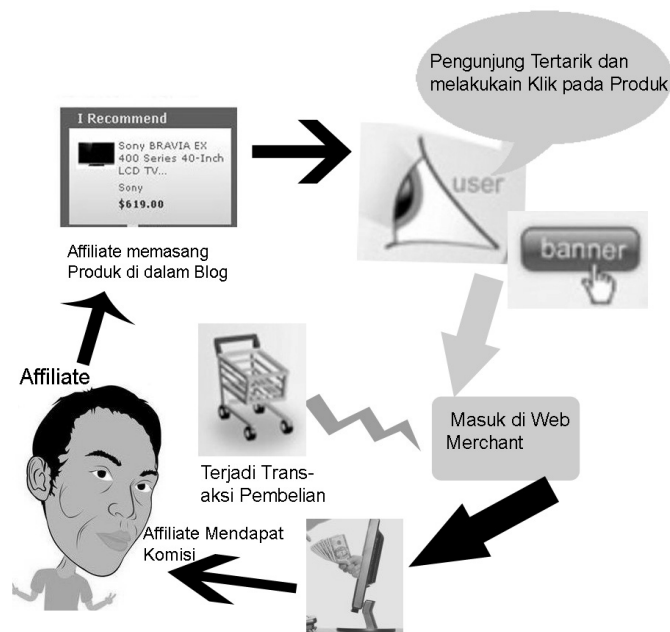 Pengunjung Tertarik dan
melakukain Klik pada Produk
I Recommend
Sony BRAVIA EX
400 Series 40-Inch
LCD TV...
Sony
$619.00
user
banner
Affiliate memasang
Produk di dalam Blog
Affiliate
Masuk di Web
Merchant
Terjadi Trans-
aksi Pembelian
Affiliate Mendapat
Komisi